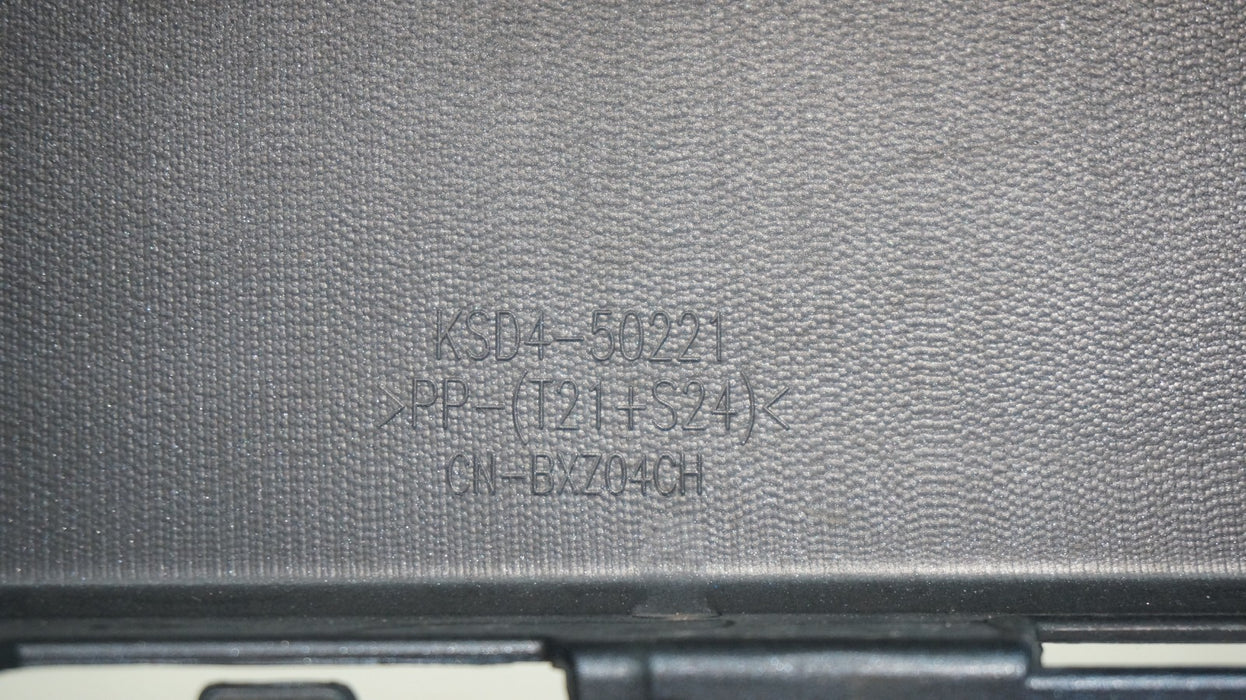 KSD4-50221
>PP-(T21+S24)<
CN-BXZ04CH